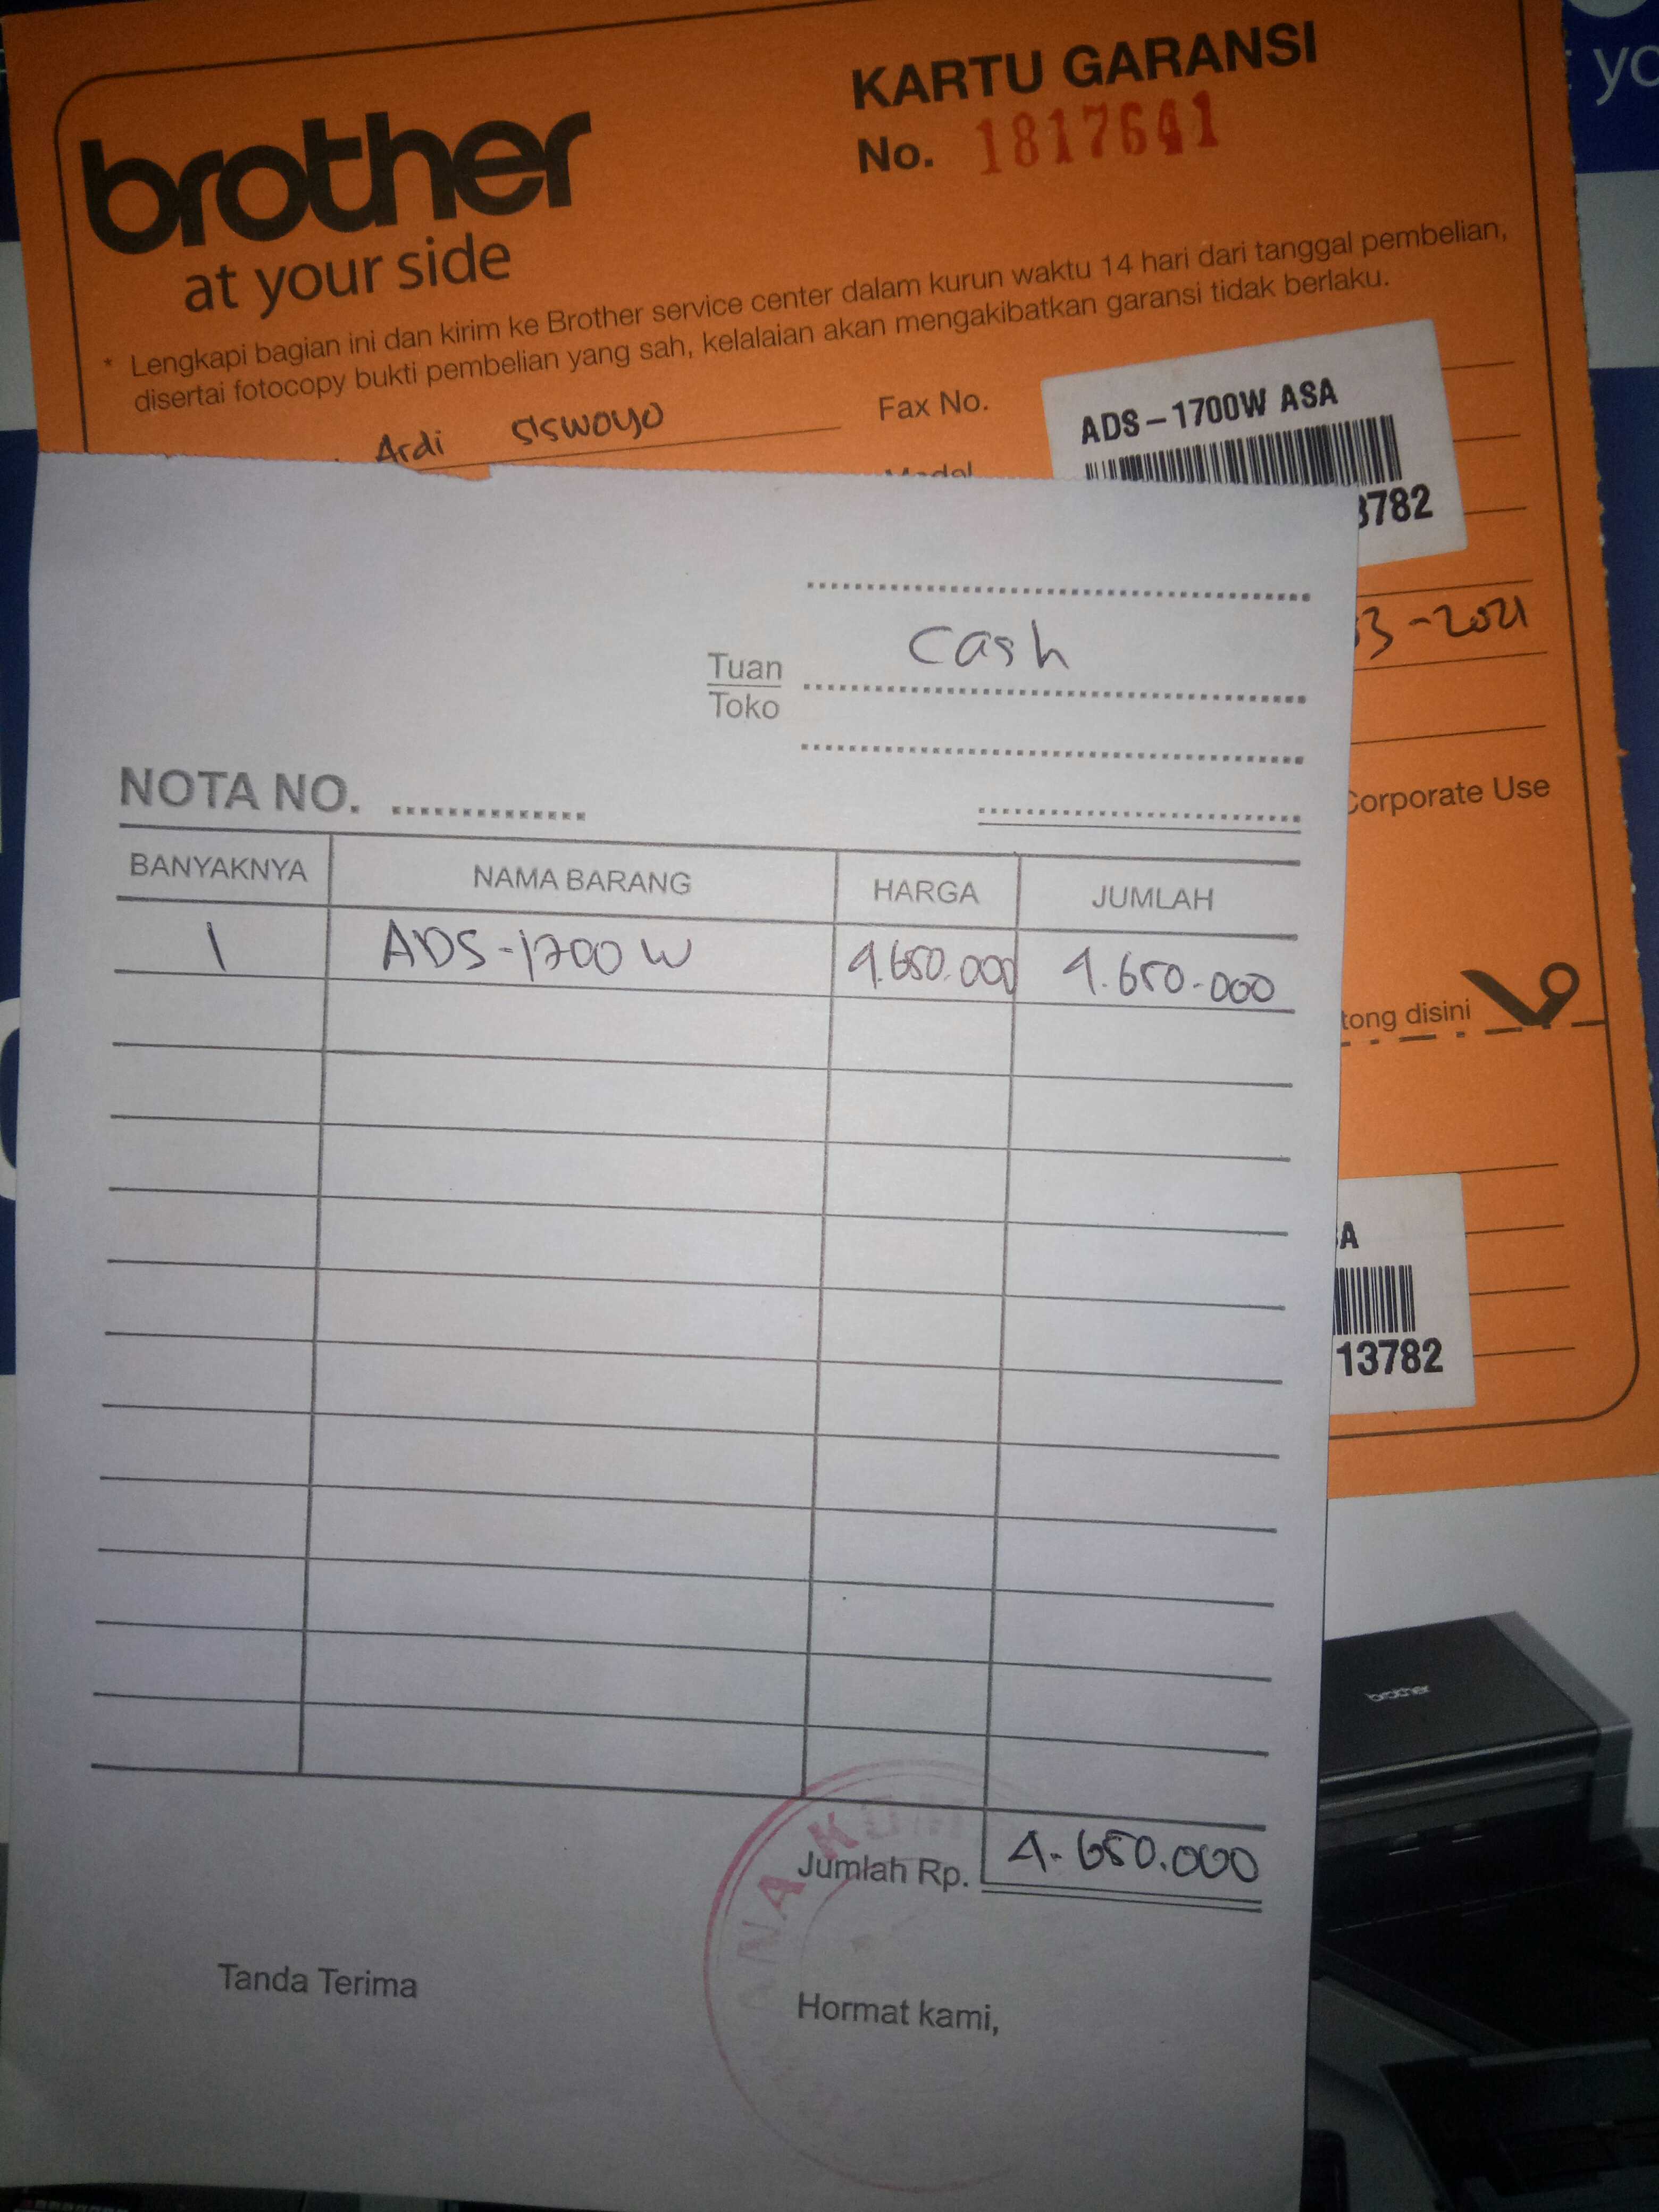 brother
at your side
KARTU GARANSI
No. 1817641
* Lengkapi bagian ini dan kirim ke Brother service center dalam kurun waktu 14 hari dari tanggal pembelian,
disertai fotocopy bukti pembelian yang sah, kelalaian akan mengakibatkan garansi tidak berlaku.
Ardi siswoyo
Fax No.
Model
ADS-1700W ASA
3782
03-2021
Corporate Use
tong disini
A
13782
cash
Tuan
Toko
NOTA NO.
BANYAKNYA NAMA BARANG HARGA JUMLAH
1 ADS-1700W 4.650.000 4.650.000
Jumlah Rp. 4.650.000
Tanda Terima
Hormat kami,
brother
yo